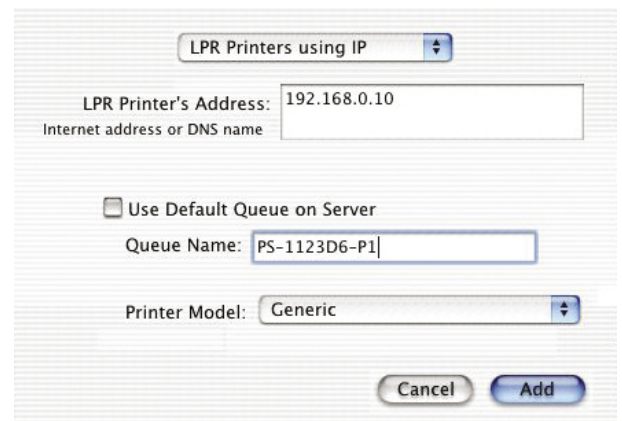 LPR Printers using IP
LPR Printer's Address: 192.168.0.10
Internet address or DNS name
Use Default Queue on Server
Queue Name: PS-1123D6-P1
Printer Model: Generic
Cancel Add